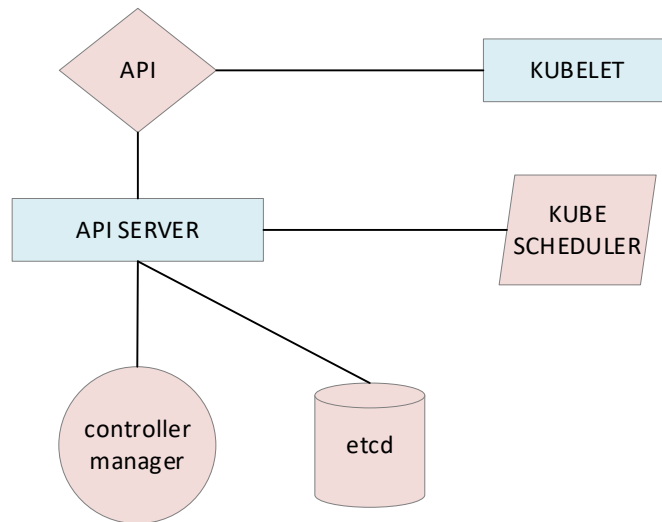 API
KUBELET
API SERVER
KUBE
SCHEDULER
controller
manager
etcd